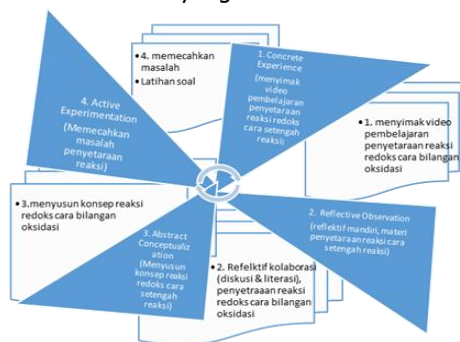 • 4. memecahkan
masalah
• Latihan soal
1. Concrete
Experience
(menyimak
video
pembelajaran
penyetaraan
reaksi redoks
cara setengah
reaksi)
• 1. menyimak video
pembelajaran
penyetaraan reaksi
redoks cara bilangan
oksidasi
2. Reflective Observation
(reflektif mandiri, materi
penyetaraan reaksi cara
setengah reaksi)
• 2. Refelktif kolaborasi
(diskusi & literasi),
penyetraaan reaksi
redoks cara bilangan
oksidasi
3. Abstract
Conceptualiz
ation
(Menyusun
konsep reaksi
redoks cara
setengah
reaksi)
• 3.menyusun konsep reaksi
redoks cara bilangan
oksidasi
4. Active
Experimentation
(Memecahkan
masalah
penyetaraan
reaksi)